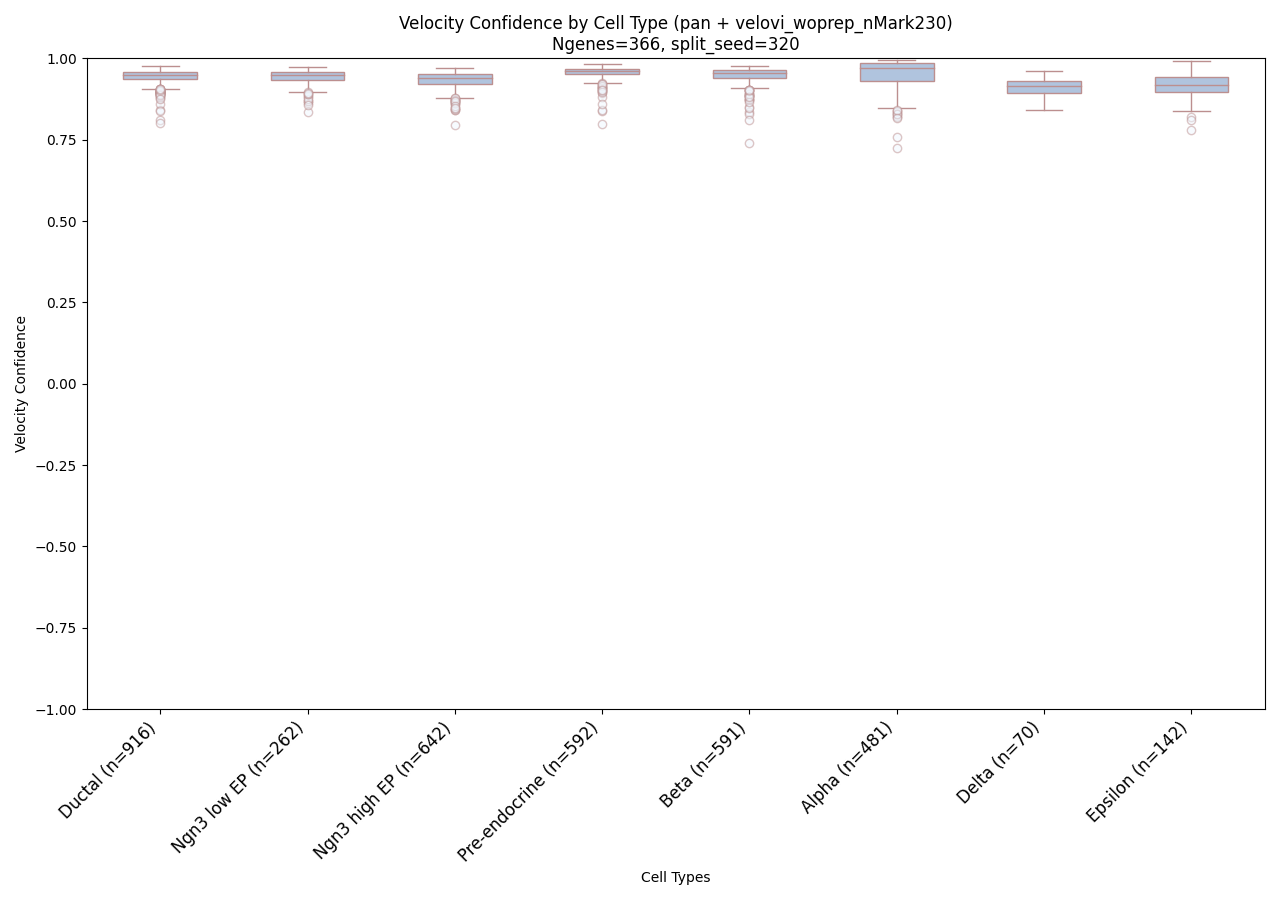 Velocity Confidence by Cell Type (pan + velovi_woprep_nMark230)
Ngenes=366, split_seed=320
1.00
0.75
0.50
0.25
0.00
−0.25
−0.50
−0.75
−1.00
Velocity Confidence
Ductal (n=916)
Ngn3 low EP (n=262)
Ngn3 high EP (n=642)
Pre-endocrine (n=592)
Beta (n=591)
Alpha (n=481)
Delta (n=70)
Epsilon (n=142)
Cell Types